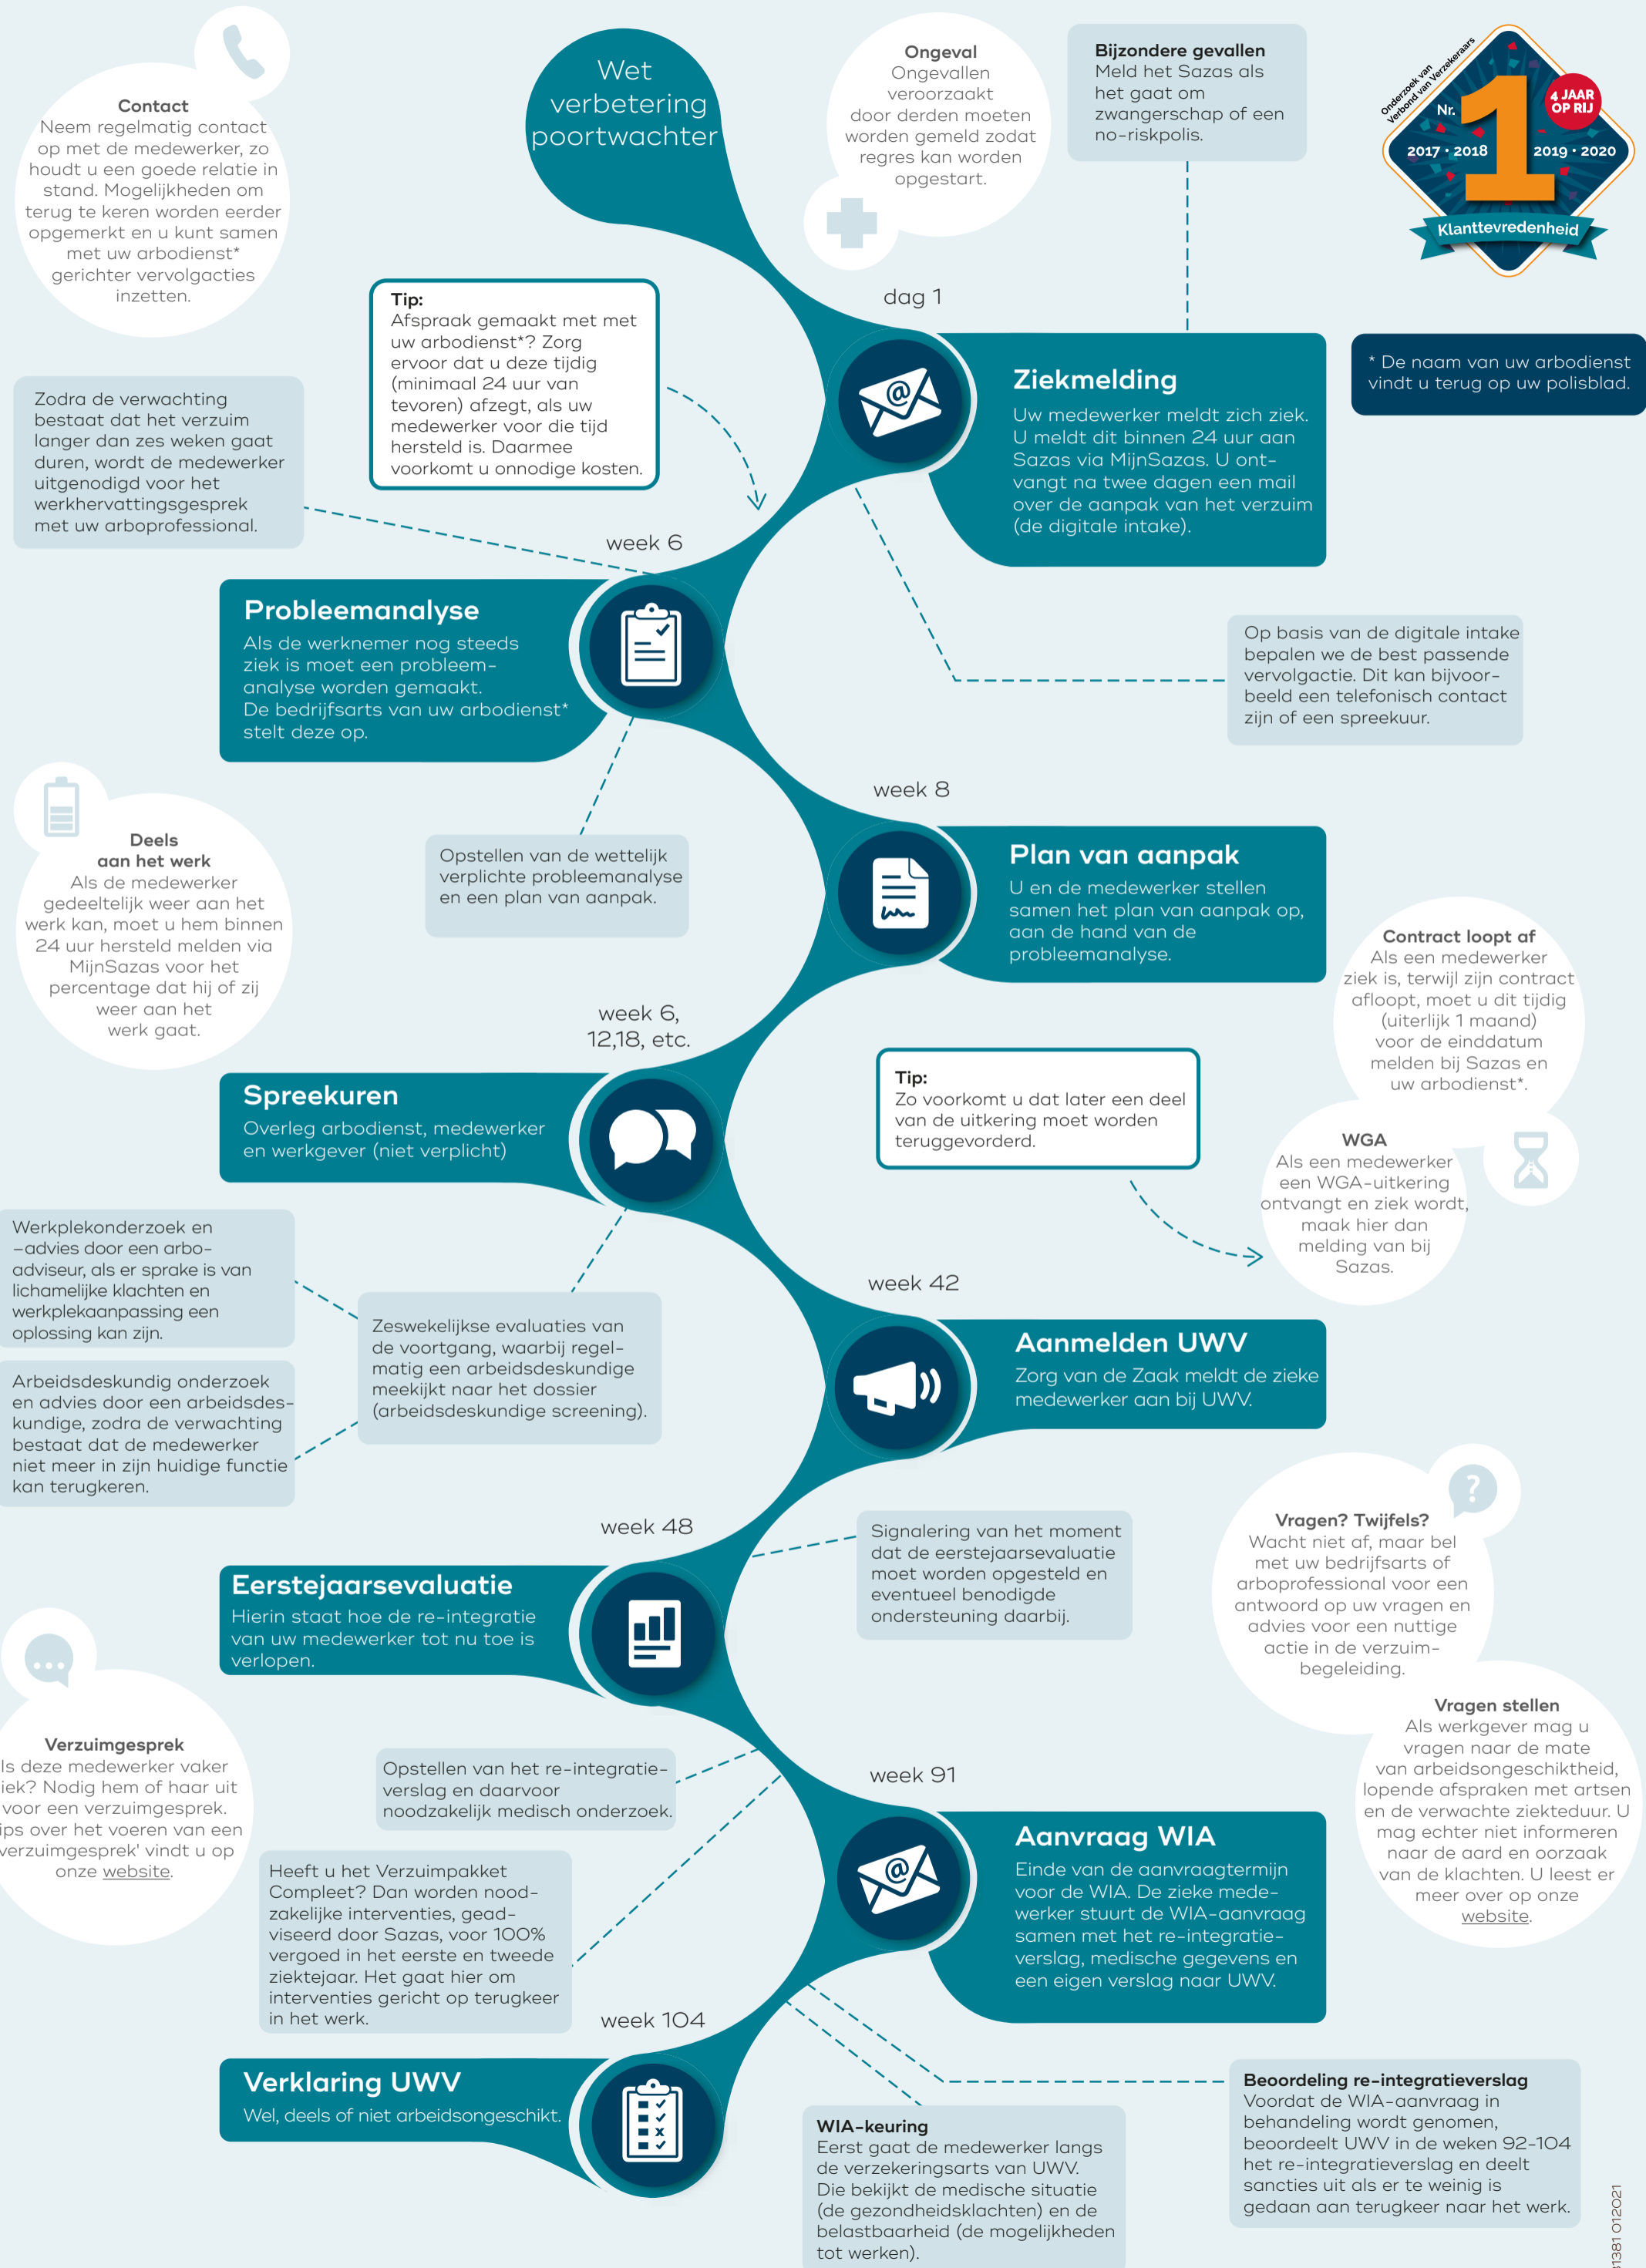 Wet
verbetering
poortwachter
Contact
Neem regelmatig contact
op met de medewerker, zo
houdt u een goede relatie in
stand. Mogelijkheden om
terug te keren worden eerder
opgemerkt en u kunt samen
met uw arbodienst*
gerichter vervolgacties
inzetten.
Ongeval
Ongevallen
veroorzaakt
door derden moeten
worden gemeld zodat
regres kan worden
opgestart.
Bijzondere gevallen
Meld het Sazas als
het gaat om
zwangerschap of een
no-riskpolis.
Onderzoek van
Verbond van Verzekeraars
Nr.
1
4 JAAR
OP RIJ
2017 • 2018
2019 • 2020
Klanttevredenheid
* De naam van uw arbodienst
vindt u terug op uw polisblad.
Tip:
Afspraak gemaakt met met
uw arbodienst*? Zorg
ervoor dat u deze tijdig
(minimaal 24 uur van
tevoren) afzegt, als uw
medewerker voor die tijd
hersteld is. Daarmee
voorkomt u onnodige kosten.
dag 1
Ziekmelding
Uw medewerker meldt zich ziek.
U meldt dit binnen 24 uur aan
Sazas via MijnSazas. U ont-
vangt na twee dagen een mail
over de aanpak van het verzuim
(de digitale intake).
Zodra de verwachting
bestaat dat het verzuim
langer dan zes weken gaat
duren, wordt de medewerker
uitgenodigd voor het
werkhervattingsgesprek
met uw arboprofessional.
week 6
Probleemanalyse
Als de werknemer nog steeds
ziek is moet een probleem-
analyse worden gemaakt.
De bedrijfsarts van uw arbodienst*
stelt deze op.
Op basis van de digitale intake
bepalen we de best passende
vervolgactie. Dit kan bijvoor-
beeld een telefonisch contact
zijn of een spreekuur.
Deels
aan het werk
Als de medewerker
gedeeltelijk weer aan het
werk kan, moet u hem binnen
24 uur hersteld melden via
MijnSazas voor het
percentage dat hij of zij
weer aan het
werk gaat.
Opstellen van de wettelijk
verplichte probleemanalyse
en een plan van aanpak.
week 8
Plan van aanpak
U en de medewerker stellen
samen het plan van aanpak op,
aan de hand van de
probleemanalyse.
Contract loopt af
Als een medewerker
ziek is, terwijl zijn contract
afloopt, moet u dit tijdig
(uiterlijk 1 maand)
voor de einddatum
melden bij Sazas en
uw arbodienst*.
week 6,
12,18, etc.
Spreekuren
Overleg arbodienst, medewerker
en werkgever (niet verplicht)
Tip:
Zo voorkomt u dat later een deel
van de uitkering moet worden
teruggevorderd.
WGA
Als een medewerker
een WGA-uitkering
ontvangt en ziek wordt,
maak hier dan
melding van bij
Sazas.
Werkplekonderzoek en
-advies door een arbo-
adviseur, als er sprake is van
lichamelijke klachten en
werkplekaanpassing een
oplossing kan zijn.
Zeswekelijkse evaluaties van
de voortgang, waarbij regel-
matig een arbeidsdeskundige
meekijkt naar het dossier
(arbeidsdeskundige screening).
Arbeidsdeskundig onderzoek
en advies door een arbeidsdes-
kundige, zodra de verwachting
bestaat dat de medewerker
niet meer in zijn huidige functie
kan terugkeren.
week 42
Aanmelden UWV
Zorg van de Zaak meldt de zieke
medewerker aan bij UWV.
week 48
Eerstejaarsevaluatie
Hierin staat hoe de re-integratie
van uw medewerker tot nu toe is
verlopen.
Signalering van het moment
dat de eerstejaarsevaluatie
moet worden opgesteld en
eventueel benodigde
ondersteuning daarbij.
Vragen? Twijfels?
Wacht niet af, maar bel
met uw bedrijfsarts of
arboprofessional voor een
antwoord op uw vragen en
advies voor een nuttige
actie in de verzuim-
begeleiding.
Vragen stellen
Als werkgever mag u
vragen naar de mate
van arbeidsongeschiktheid,
lopende afspraken met artsen
en de verwachte ziekteduur. U
mag echter niet informeren
naar de aard en oorzaak
van de klachten. U leest er
meer over op onze
website.
Verzuimgesprek
ls deze medewerker vaker
iek? Nodig hem of haar uit
voor een verzuimgesprek.
ips over het voeren van een
verzuimgesprek' vindt u op
onze website.
Opstellen van het re-integratie-
verslag en daarvoor
noodzakelijk medisch onderzoek.
Heeft u het Verzuimpakket
Compleet? Dan worden nood-
zakelijke interventies, gead-
viseerd door Sazas, voor 100%
vergoed in het eerste en tweede
ziektejaar. Het gaat hier om
interventies gericht op terugkeer
in het werk.
week 91
Aanvraag WIA
Einde van de aanvraagtermijn
voor de WIA. De zieke mede-
werker stuurt de WIA-aanvraag
samen met het re-integratie-
verslag, medische gegevens en
een eigen verslag naar UWV.
week 104
Verklaring UWV
Wel, deels of niet arbeidsongeschikt.
WIA-keuring
Eerst gaat de medewerker langs
de verzekeringsarts van UWV.
Die bekijkt de medische situatie
(de gezondheidsklachten) en de
belastbaarheid (de mogelijkheden
tot werken).
Beoordeling re-integratieverslag
Voordat de WIA-aanvraag in
behandeling wordt genomen,
beoordeelt UWV in de weken 92-104
het re-integratieverslag en deelt
sancties uit als er te weinig is
gedaan aan terugkeer naar het werk.
1381 012021